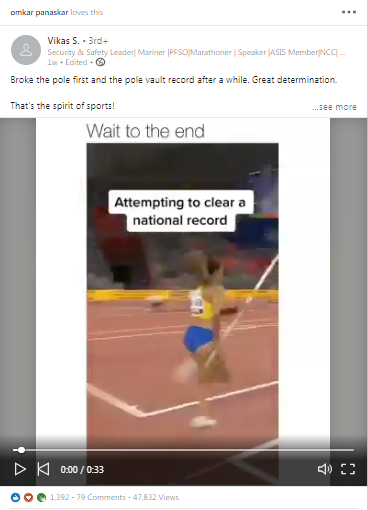 omkar panaskar loves this
Vikas S. • 3rd+
Security & Safety Leader| Mariner |PFSO|Marathoner | Speaker |ASIS Member|NCC| ...
1w • Edited •
Broke the pole first and the pole vault record after a while. Great determination.
That's the spirit of sports!
...see more
Wait to the end
Attempting to clear a
national record
0:00 / 0:33
1,392 • 79 Comments • 47,832 Views